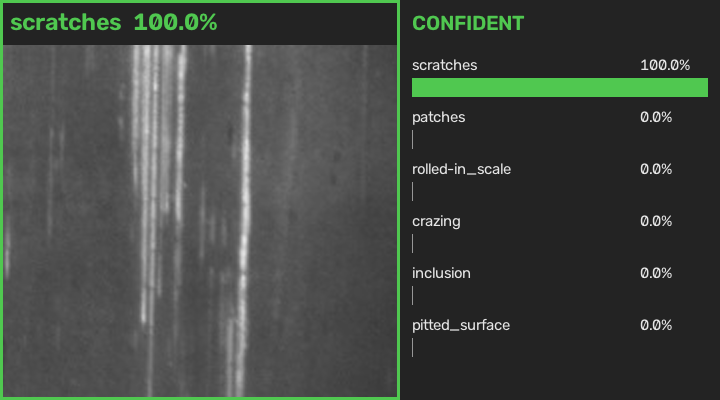 scratches 100.0%
CONFIDENT
scratches 100.0%
patches 0.0%
rolled-in_scale 0.0%
crazing 0.0%
inclusion 0.0%
pitted_surface 0.0%